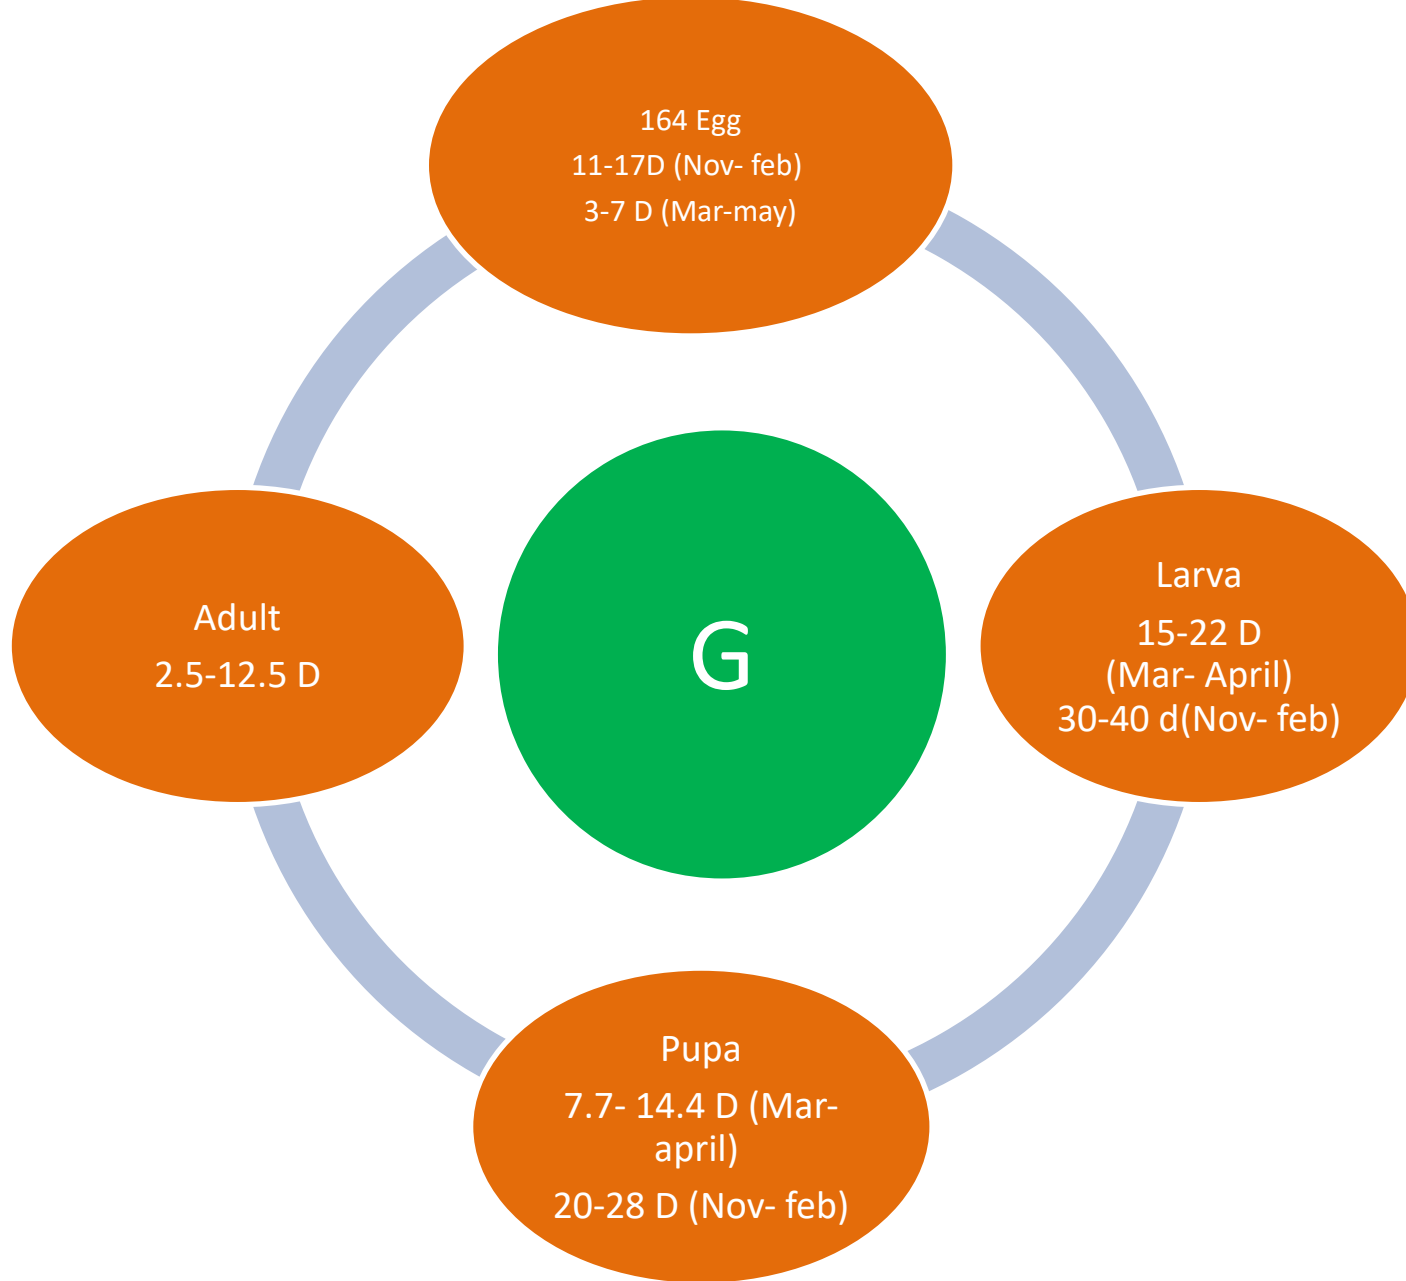 164 Egg
11-17D (Nov- feb)
3-7 D (Mar-may)
Larva
15-22 D
(Mar- April)
30-40 d(Nov- feb)
Pupa
7.7- 14.4 D (Mar-
april)
20-28 D (Nov- feb)
Adult
2.5-12.5 D
G